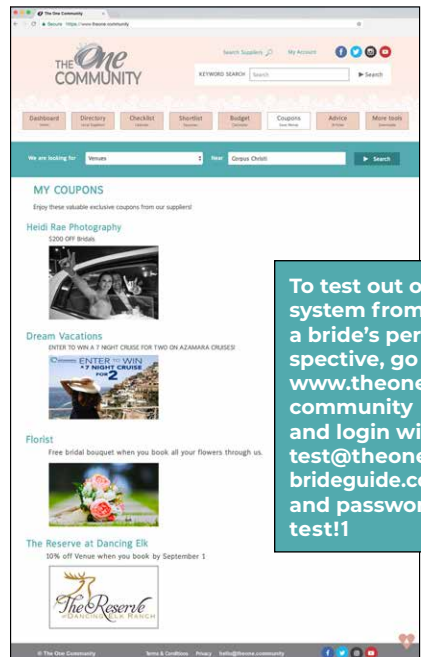 The One Community
Secure https://www.theone.community
THE One
COMMUNITY
Search Suppliers
My Account
KEYWORD SEARCH
Search
Search
Dashboard
Directory
Checklist
Shortlist
Budget
Coupons
Advice
More tools
We are looking for
Venues
Near
Corpus Christi
Search
MY COUPONS
Enjoy these valuable exclusive coupons from our suppliers!
Heidi Rae Photography
$200 OFF Bridals
Dream Vacations
ENTER TO WIN A 7 NIGHT CRUISE FOR TWO ON AZAMARA CRUISES!
ENTER TO WIN
A 7 NIGHT CRUISE
FOR 2
Florist
Free bridal bouquet when you book all your flowers through us.
The Reserve at Dancing Elk
10% off Venue when you book by September 1
The Reserve
AT DANCING ELK RANCH
© The One Community
Terms & Conditions
Privacy
hello@theone.community
To test out o
system from
a bride's per
spective, go
www.theone
community
and login wi
test@theone
brideguide.co
and passwor
test!1